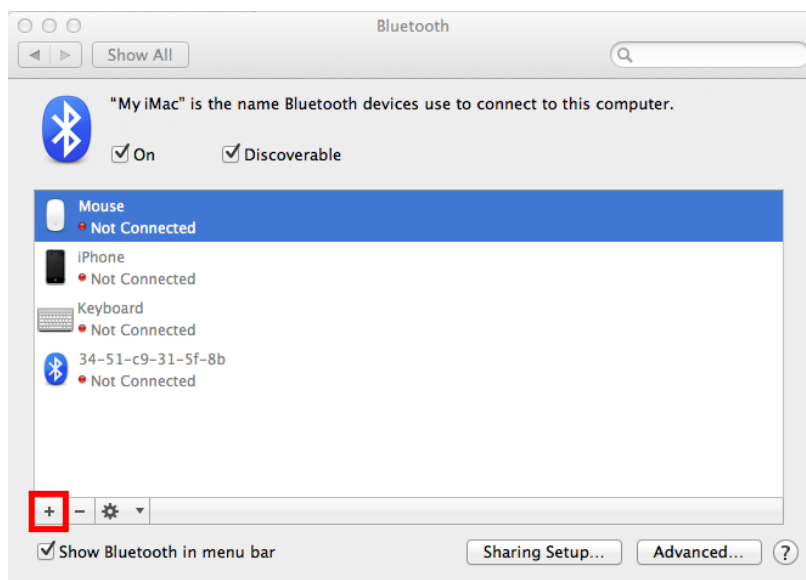 Bluetooth
Show All
“My iMac” is the name Bluetooth devices use to connect to this computer.
On Discoverable
Mouse
Not Connected
iPhone
Not Connected
Keyboard
Not Connected
34-51-c9-31-5f-8b
Not Connected
+ −
Show Bluetooth in menu bar Sharing Setup... Advanced... ?